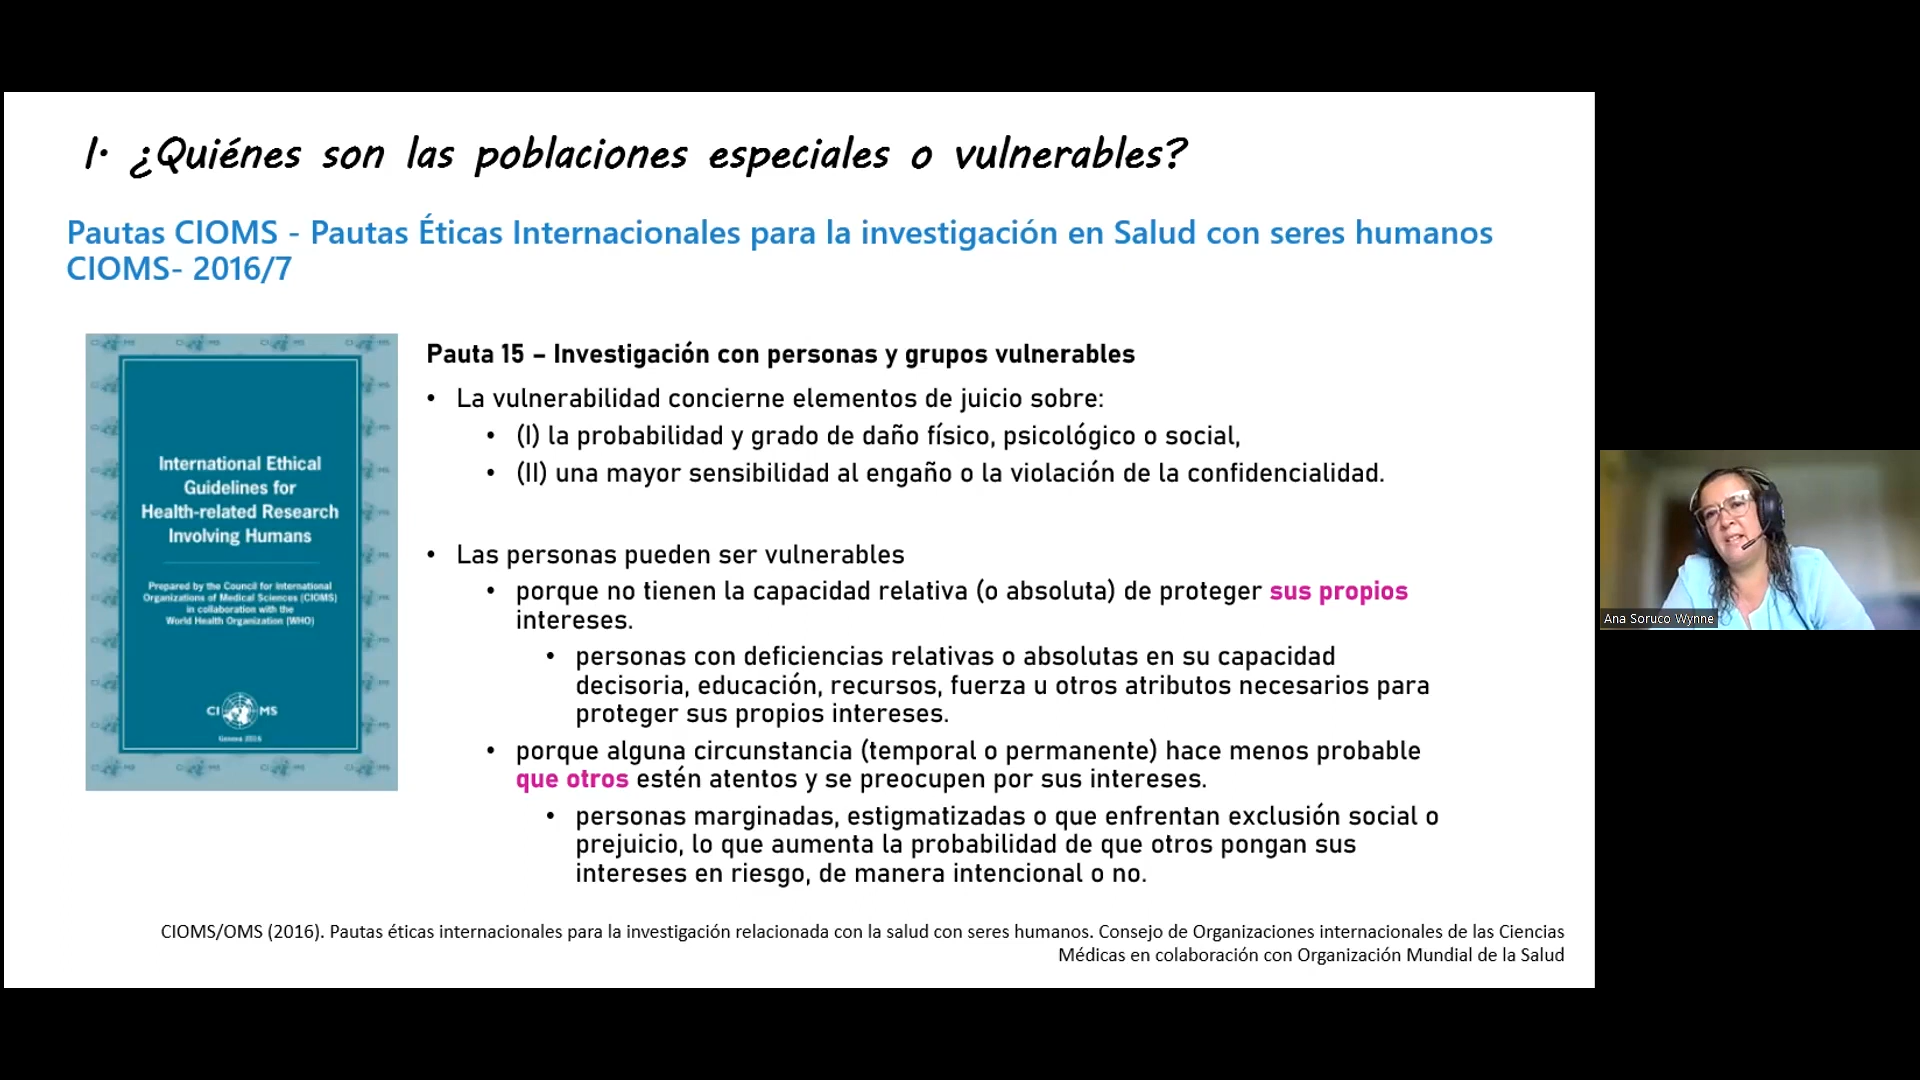 I. ¿Quiénes son las poblaciones especiales o vulnerables?
Pautas CIOMS - Pautas Éticas Internacionales para la investigación en Salud con seres humanos
CIOMS- 2016/7
International Ethical
Guidelines for
Health-related Research
Involving Humans
Prepared by the Council for International
Organizations of Medical Sciences (CIOMS)
in collaboration with the
World Health Organization (WHO)
CI MS
Geneva 2016
Pauta 15 – Investigación con personas y grupos vulnerables
• La vulnerabilidad concierne elementos de juicio sobre:
• (I) la probabilidad y grado de daño físico, psicológico o social,
• (II) una mayor sensibilidad al engaño o la violación de la confidencialidad.
• Las personas pueden ser vulnerables
• porque no tienen la capacidad relativa (o absoluta) de proteger sus propios
intereses.
• personas con deficiencias relativas o absolutas en su capacidad
decisoria, educación, recursos, fuerza u otros atributos necesarios para
proteger sus propios intereses.
• porque alguna circunstancia (temporal o permanente) hace menos probable
que otros estén atentos y se preocupen por sus intereses.
• personas marginadas, estigmatizadas o que enfrentan exclusión social o
prejuicio, lo que aumenta la probabilidad de que otros pongan sus
intereses en riesgo, de manera intencional o no.
CIOMS/OMS (2016). Pautas éticas internacionales para la investigación relacionada con la salud con seres humanos. Consejo de Organizaciones internacionales de las Ciencias
Médicas en colaboración con Organización Mundial de la Salud
Ana Soruco Wynne